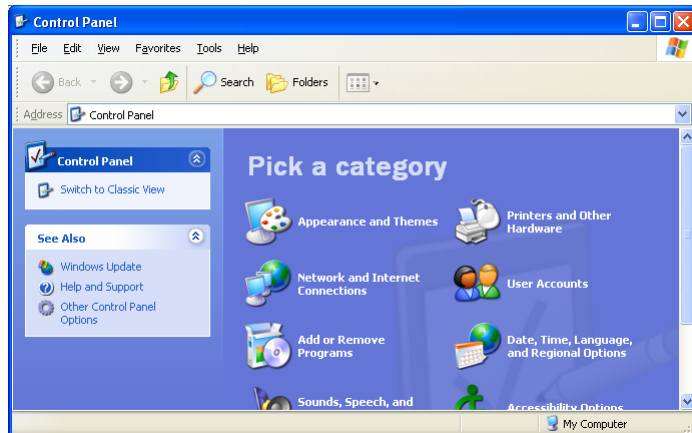 Control Panel
File Edit View Favorites Tools Help
Back Search Folders
Address Control Panel
Control Panel
Switch to Classic View
See Also
Windows Update
Help and Support
Other Control Panel
Options
Pick a category
Appearance and Themes
Printers and Other
Hardware
Network and Internet
Connections
User Accounts
Add or Remove
Programs
Date, Time, Language,
and Regional Options
Sounds, Speech, and
Accessibility Options
My Computer